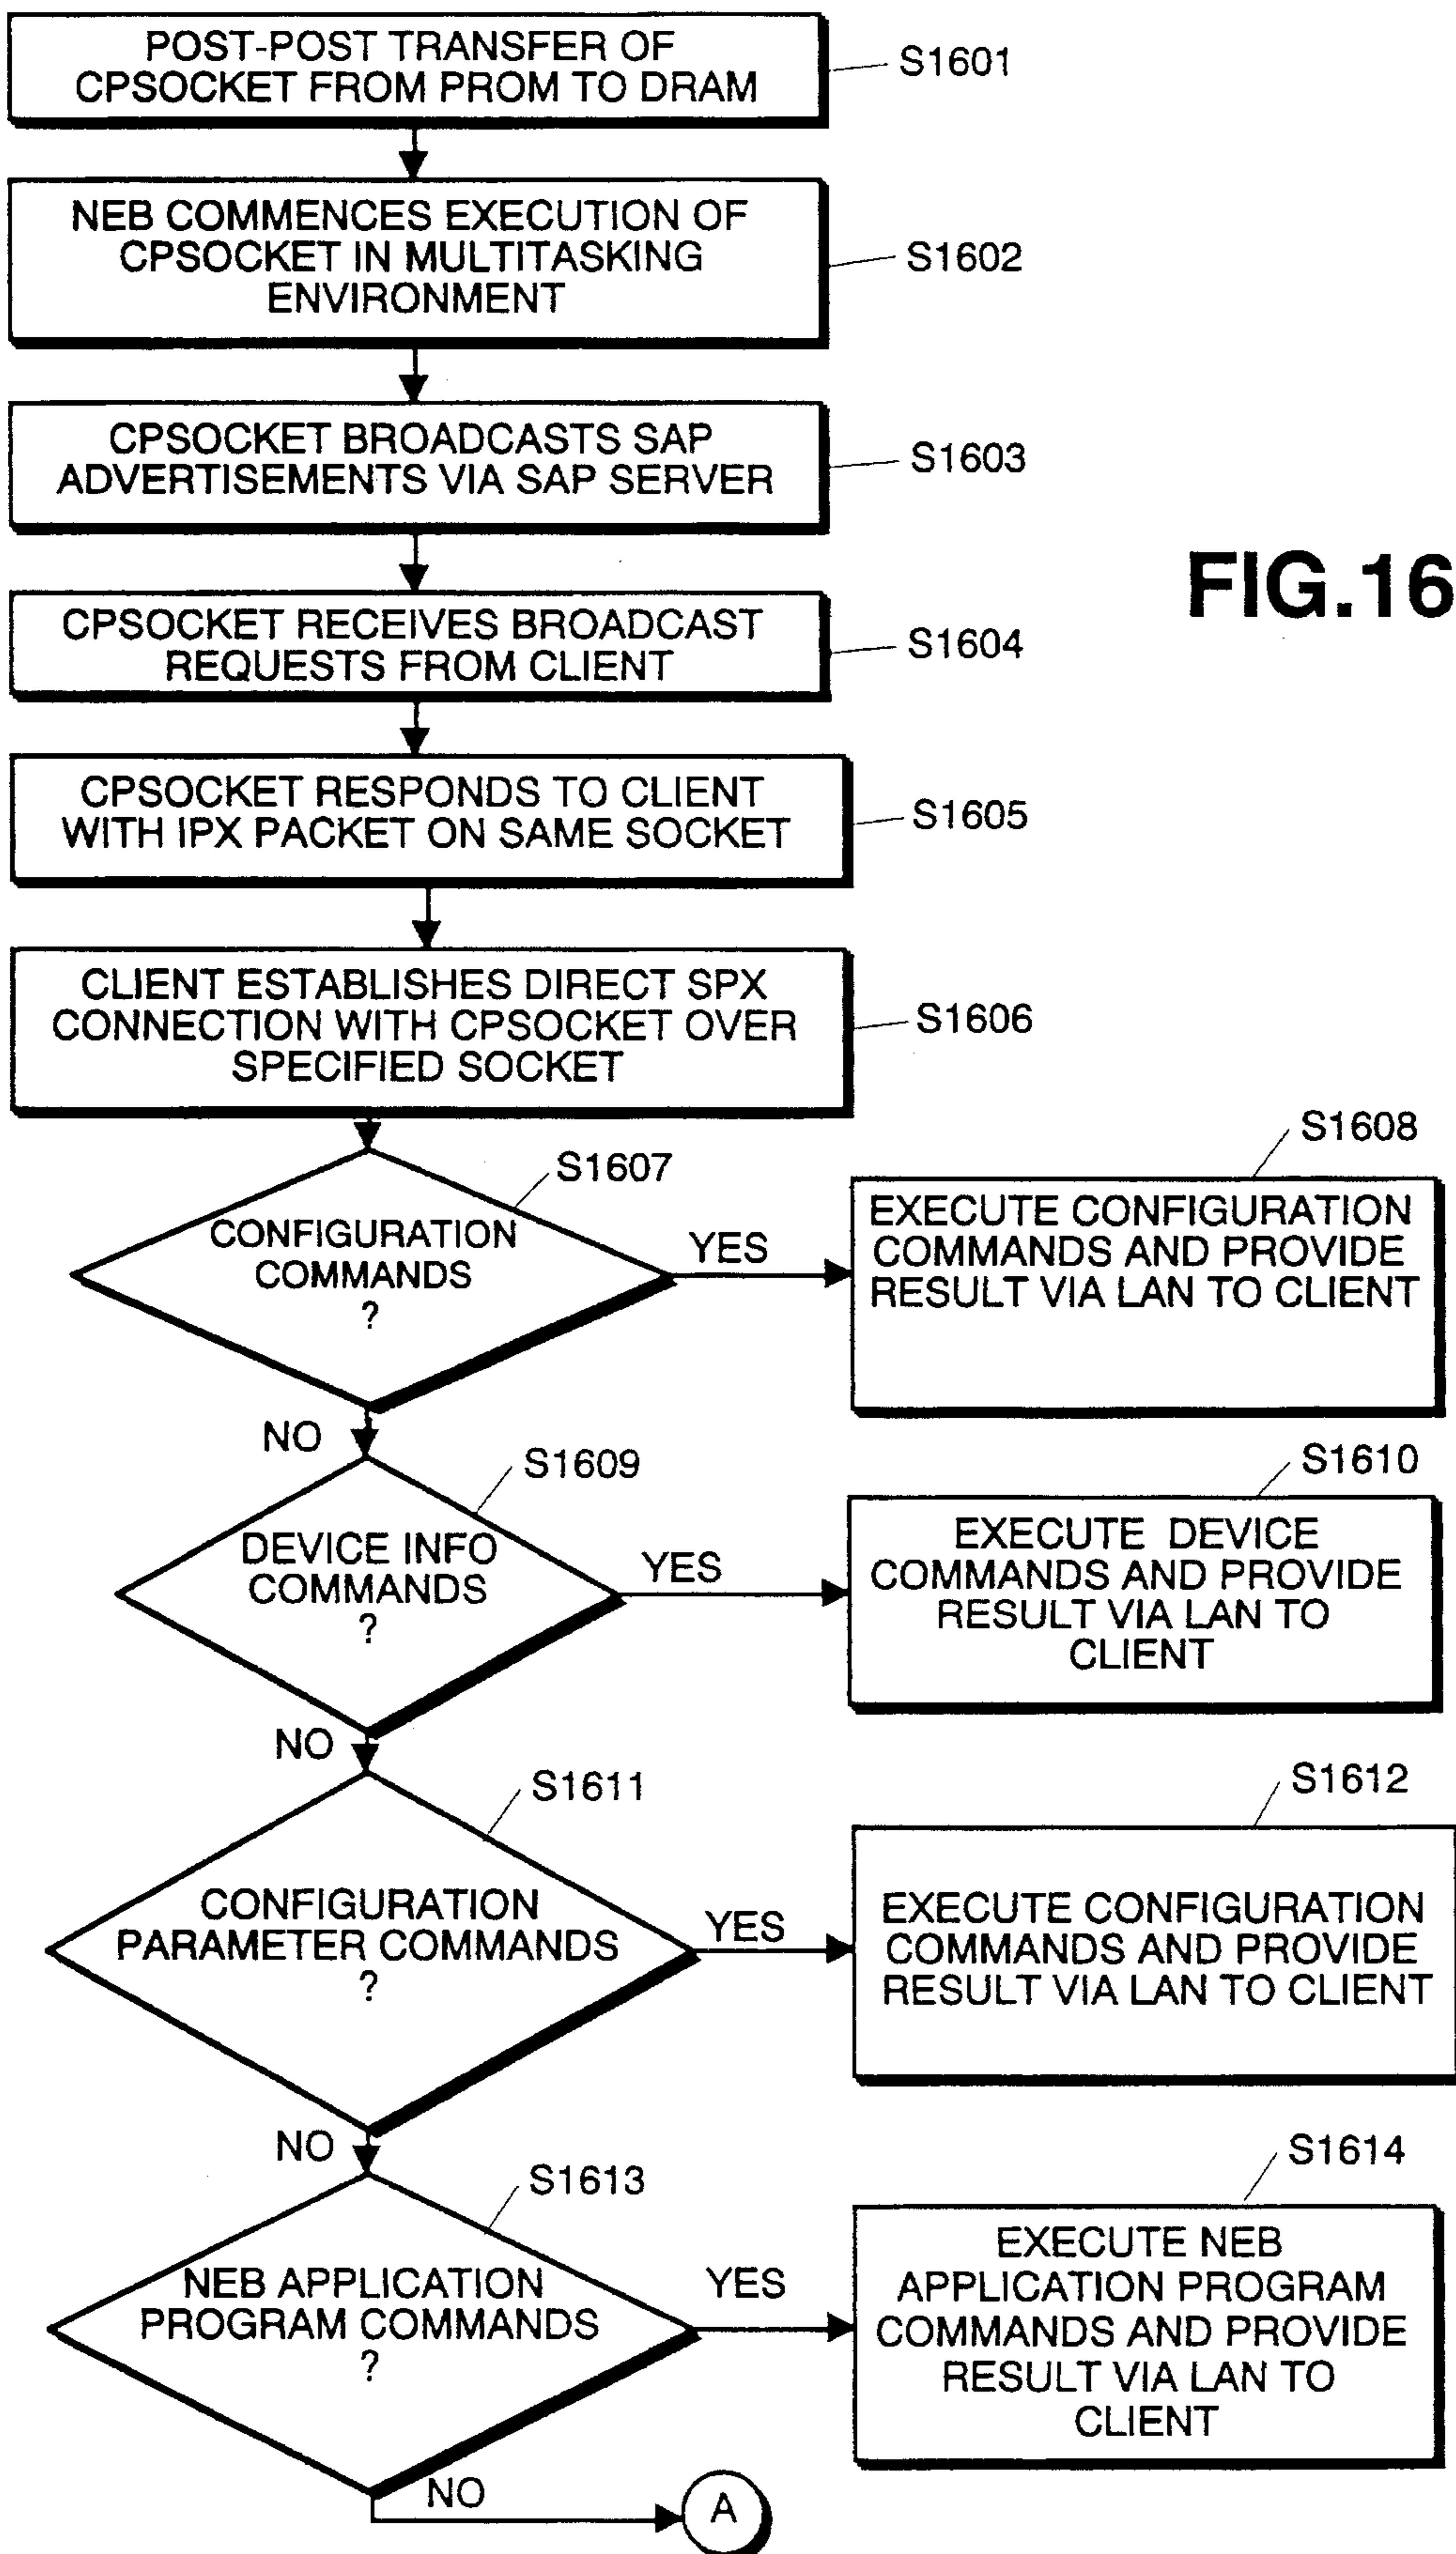 POST-POST TRANSFER OF
CPSOCKET FROM PROM TO DRAM
S1601
NEB COMMENCES EXECUTION OF
CPSOCKET IN MULTITASKING
ENVIRONMENT
S1602
CPSOCKET BROADCASTS SAP
ADVERTISEMENTS VIA SAP SERVER
S1603
FIG.16
CPSOCKET RECEIVES BROADCAST
REQUESTS FROM CLIENT
S1604
CPSOCKET RESPONDS TO CLIENT
WITH IPX PACKET ON SAME SOCKET
S1605
CLIENT ESTABLISHES DIRECT SPX
CONNECTION WITH CPSOCKET OVER
SPECIFIED SOCKET
S1606
S1607
CONFIGURATION
COMMANDS
?
YES
S1608
EXECUTE CONFIGURATION
COMMANDS AND PROVIDE
RESULT VIA LAN TO CLIENT
NO
S1609
DEVICE INFO
COMMANDS
?
YES
S1610
EXECUTE DEVICE
COMMANDS AND PROVIDE
RESULT VIA LAN TO
CLIENT
NO
S1611
CONFIGURATION
PARAMETER COMMANDS
?
YES
S1612
EXECUTE CONFIGURATION
COMMANDS AND PROVIDE
RESULT VIA LAN TO CLIENT
NO
S1613
NEB APPLICATION
PROGRAM COMMANDS
?
YES
S1614
EXECUTE NEB
APPLICATION PROGRAM
COMMANDS AND PROVIDE
RESULT VIA LAN TO
CLIENT
NO
A